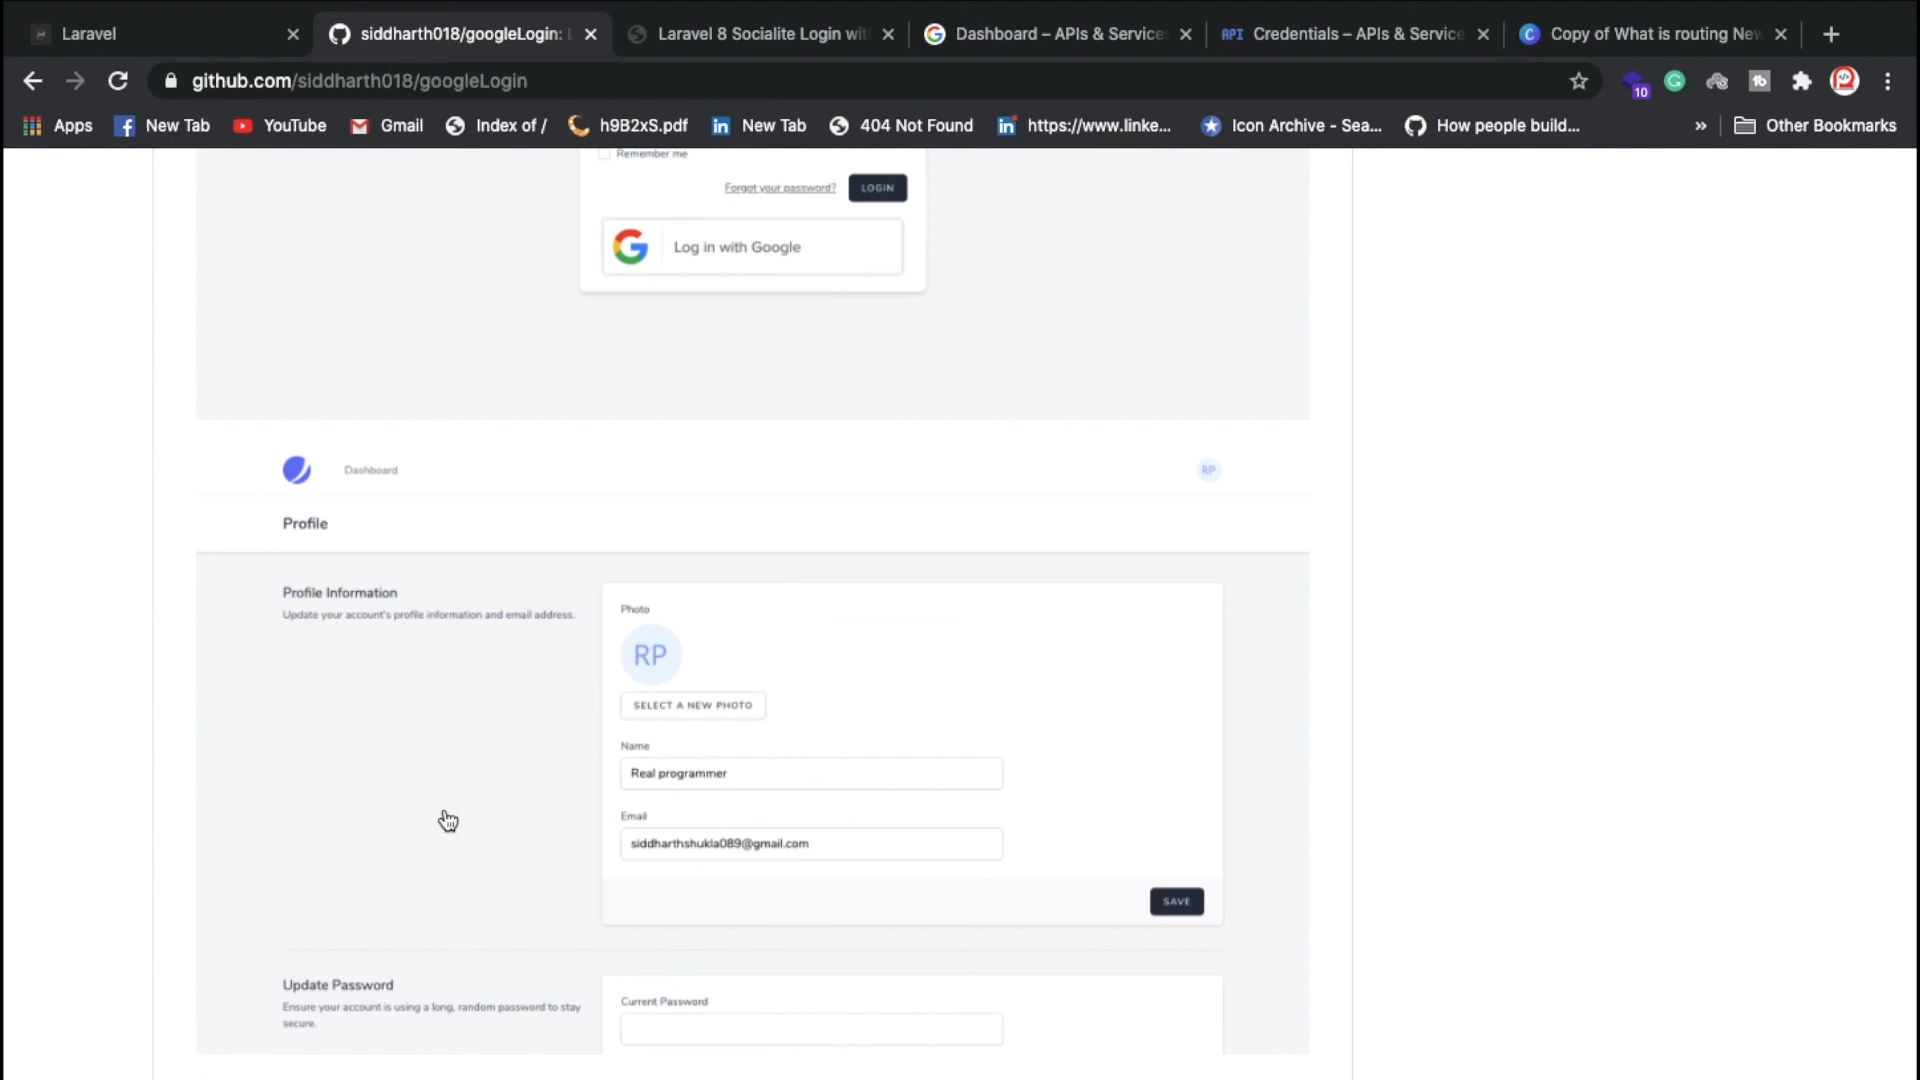 Laravel
siddharth018/googleLogin: L
Laravel 8 Socialite Login wit
Dashboard – APIs & Service
API Credentials – APIs & Service
Copy of What is routing New
github.com/siddharth018/googleLogin
10
Apps
New Tab
YouTube
Gmail
Index of /
h9B2xS.pdf
New Tab
404 Not Found
https://www.linke...
Icon Archive - Sea...
How people build...
»
Other Bookmarks
Remember me
Forgot your password?
LOGIN
Log in with Google
Dashboard
RP
Profile
Profile Information
Update your account's profile information and email address.
Photo
RP
SELECT A NEW PHOTO
Name
Real programmer
Email
siddharthshukla089@gmail.com
SAVE
Update Password
Ensure your account is using a long, random password to stay
secure.
Current Password